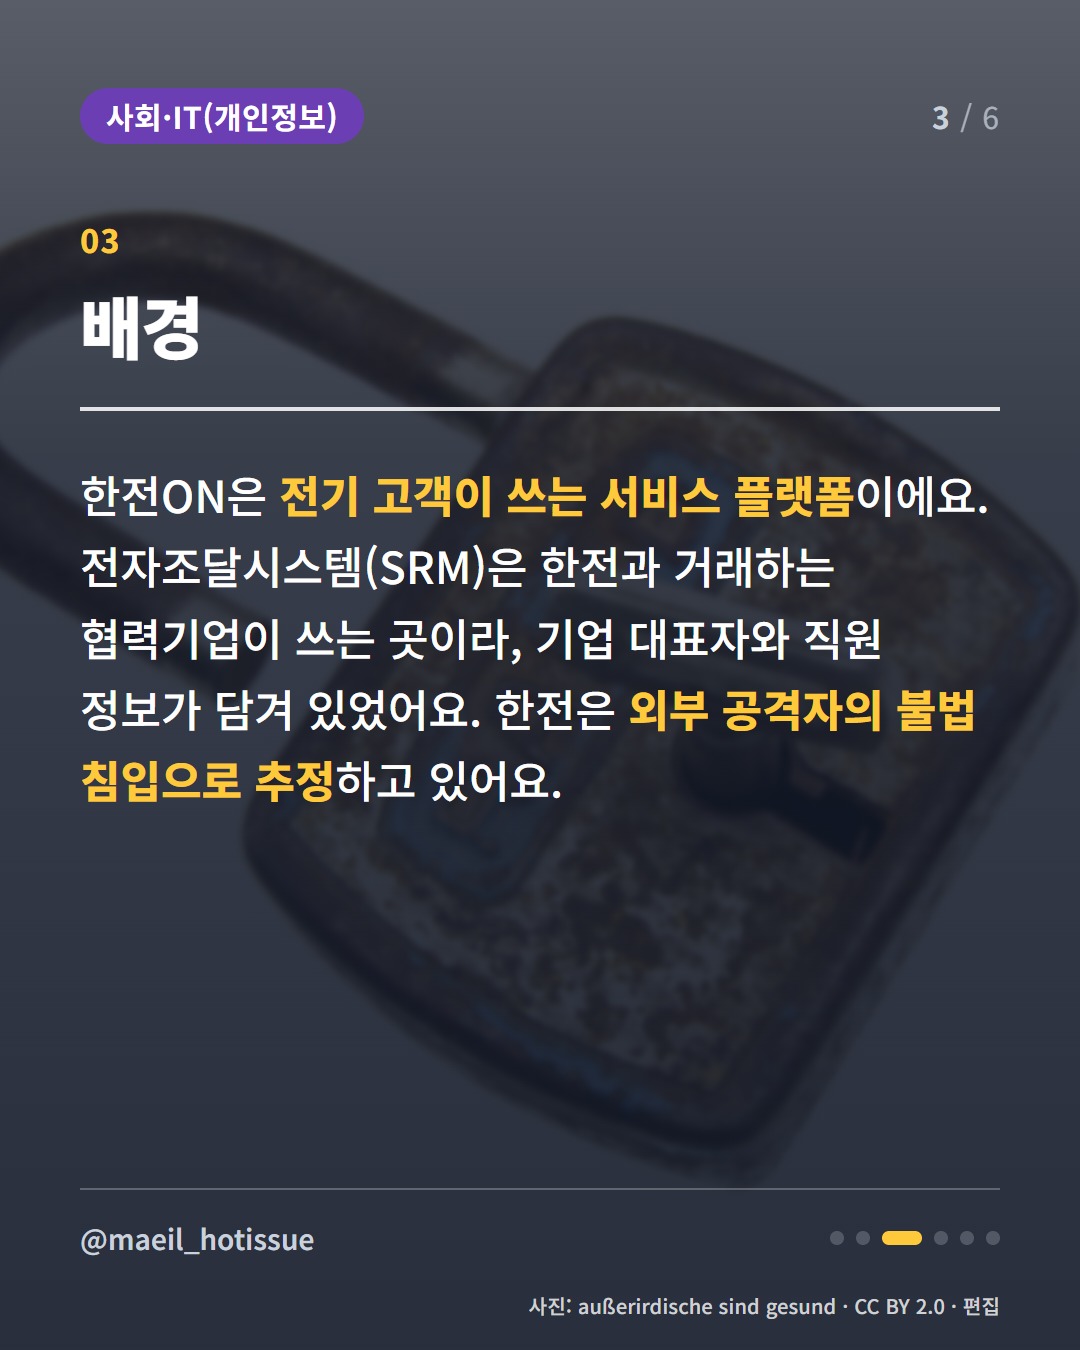 사회·IT(개인정보)
3 / 6
03
배경
한전ON은 전기 고객이 쓰는 서비스 플랫폼이에요.
전자조달시스템(SRM)은 한전과 거래하는
협력기업이 쓰는 곳이라, 기업 대표자와 직원
정보가 담겨 있었어요. 한전은 외부 공격자의 불법
침입으로 추정하고 있어요.
@maeil_hotissue
사진: außerirdische sind gesund · CC BY 2.0 · 편집